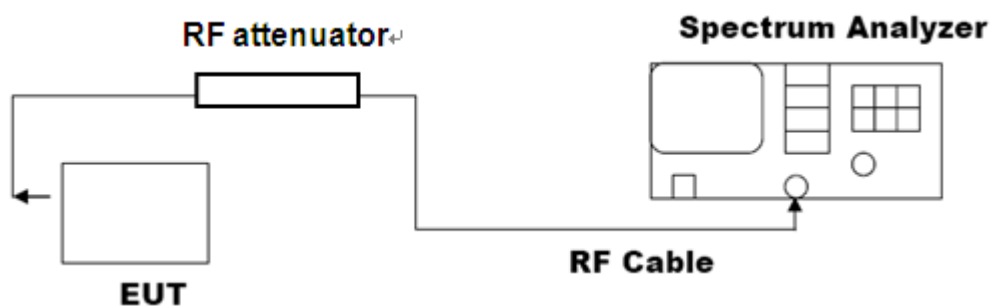 RF attenuator↵
Spectrum Analyzer
RF Cable
EUT